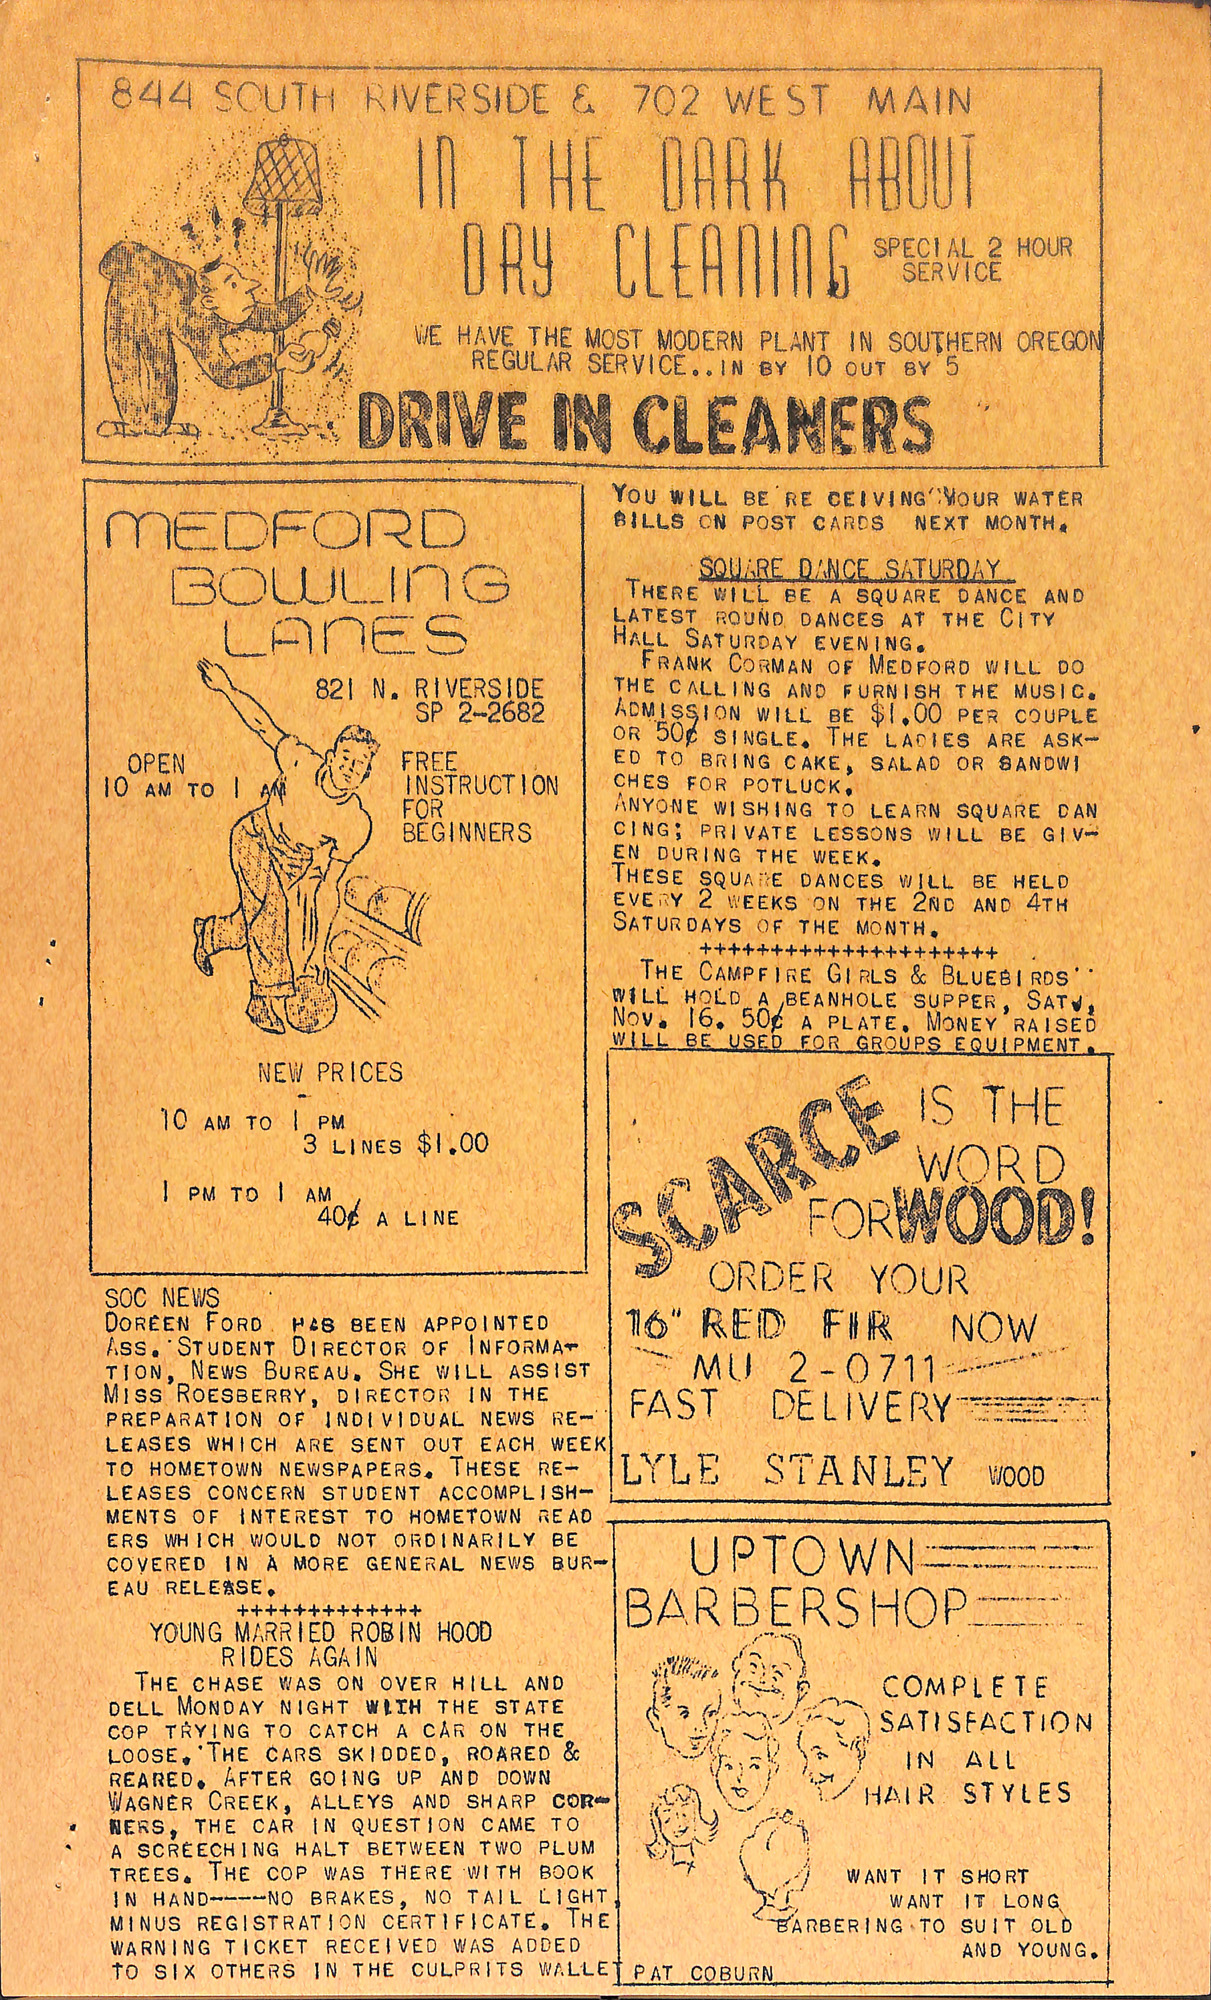 844 SOUTH RIVERSIDE & 702 WEST MAIN
IN THE DARK ABOUT
DRY CLEANING
SPECIAL 2 HOUR
SERVICE
WE HAVE THE MOST MODERN PLANT IN SOUTHERN OREGON
REGULAR SERVICE..IN BY 10 OUT BY 5
DRIVE IN CLEANERS
MEDFORD
BOWLING
LANES
821 N. RIVERSIDE
SP 2-2682
OPEN
10 AM TO 1 AM
FREE
INSTRUCTION
FOR
BEGINNERS
NEW PRICES
10 AM TO 1 PM
3 LINES $1.00
1 PM TO 1 AM
40¢ A LINE
SOC NEWS
DOREEN FORD HAS BEEN APPOINTED
ASS. STUDENT DIRECTOR OF INFORMA-
TION, NEWS BUREAU. SHE WILL ASSIST
MISS ROESBERRY, DIRECTOR IN THE
PREPARATION OF INDIVIDUAL NEWS RE-
LEASES WHICH ARE SENT OUT EACH WEEK
TO HOMETOWN NEWSPAPERS. THESE RE-
LEASES CONCERN STUDENT ACCOMPLISH-
MENTS OF INTEREST TO HOMETOWN READ
ERS WHICH WOULD NOT ORDINARILY BE
COVERED IN A MORE GENERAL NEWS BUR-
EAU RELEASE.
+++++++++++++
YOUNG MARRIED ROBIN HOOD
RIDES AGAIN
THE CHASE WAS ON OVER HILL AND
DELL MONDAY NIGHT WITH THE STATE
COP TRYING TO CATCH A CAR ON THE
LOOSE. THE CARS SKIDDED, ROARED &
REARED. AFTER GOING UP AND DOWN
WAGNER CREEK, ALLEYS AND SHARP COR-
NERS, THE CAR IN QUESTION CAME TO
A SCREECHING HALT BETWEEN TWO PLUM
TREES. THE COP WAS THERE WITH BOOK
IN HAND----NO BRAKES, NO TAIL LIGHT,
MINUS REGISTRATION CERTIFICATE. THE
WARNING TICKET RECEIVED WAS ADDED
TO SIX OTHERS IN THE CULPRITS WALLET
YOU WILL BE RE CEIVING YOUR WATER
BILLS ON POST CARDS NEXT MONTH.
SQUARE DANCE SATURDAY
THERE WILL BE A SQUARE DANCE AND
LATEST ROUND DANCES AT THE CITY
HALL SATURDAY EVENING.
FRANK CORMAN OF MEDFORD WILL DO
THE CALLING AND FURNISH THE MUSIC.
ADMISSION WILL BE $1.00 PER COUPLE
OR 50¢ SINGLE. THE LADIES ARE ASK-
ED TO BRING CAKE, SALAD OR SANDWI
CHES FOR POTLUCK.
ANYONE WISHING TO LEARN SQUARE DAN
CING; PRIVATE LESSONS WILL BE GIV-
EN DURING THE WEEK.
THESE SQUARE DANCES WILL BE HELD
EVERY 2 WEEKS ON THE 2ND AND 4TH
SATURDAYS OF THE MONTH.
+++++++++++++++++++++
THE CAMPFIRE GIRLS & BLUEBIRDS
WILL HOLD A BEANHOLE SUPPER, SAT.,
NOV. 16. 50¢ A PLATE. MONEY RAISED
WILL BE USED FOR GROUPS EQUIPMENT.
SCARCE IS THE
WORD
FOR WOOD!
ORDER YOUR
16" RED FIR NOW
MU 2-0711
FAST DELIVERY
LYLE STANLEY WOOD
UPTOWN
BARBERSHOP
COMPLETE
SATISFACTION
IN ALL
HAIR STYLES
WANT IT SHORT
WANT IT LONG
BARBERING TO SUIT OLD
AND YOUNG.
PAT COBURN